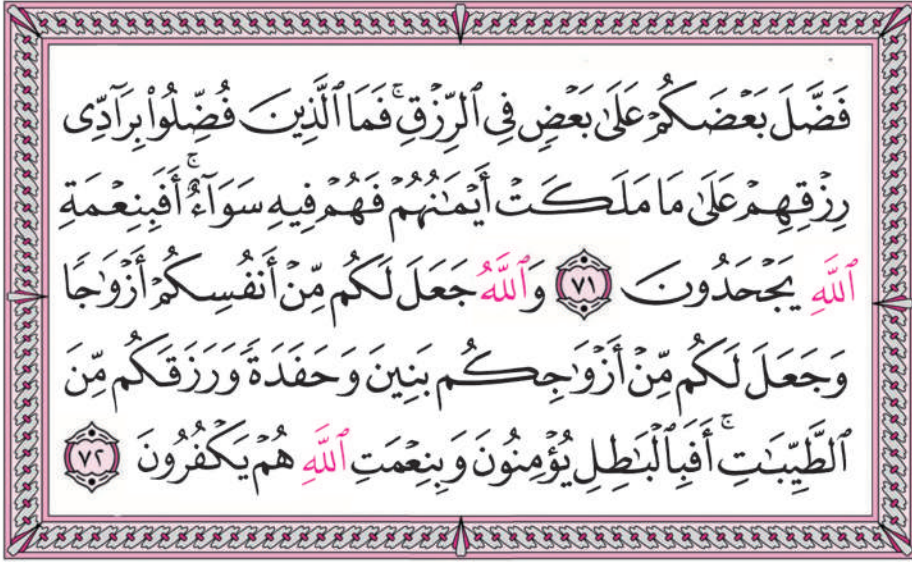 فَضَّلَ بَعْضَكُمْ عَلَىٰ بَعْضٍ فِى ٱلرِّزْقِ ۚ فَمَا ٱلَّذِينَ فُضِّلُوا۟ بِرَآدِّى
رِزْقِهِمْ عَلَىٰ مَا مَلَكَتْ أَيْمَـٰنُهُمْ فَهُمْ فِيهِ سَوَآءٌ ۚ أَفَبِنِعْمَةِ
ٱللَّهِ يَجْحَدُونَ ٧١ وَٱللَّهُ جَعَلَ لَكُم مِّنْ أَنفُسِكُمْ أَزْوَٰجًا
وَجَعَلَ لَكُم مِّنْ أَزْوَٰجِكُم بَنِينَ وَحَفَدَةً وَرَزَقَكُم مِّنَ
ٱلطَّيِّبَـٰتِ ۚ أَفَبِٱلْبَـٰطِلِ يُؤْمِنُونَ وَبِنِعْمَتِ ٱللَّهِ هُمْ يَكْفُرُونَ ٧٢